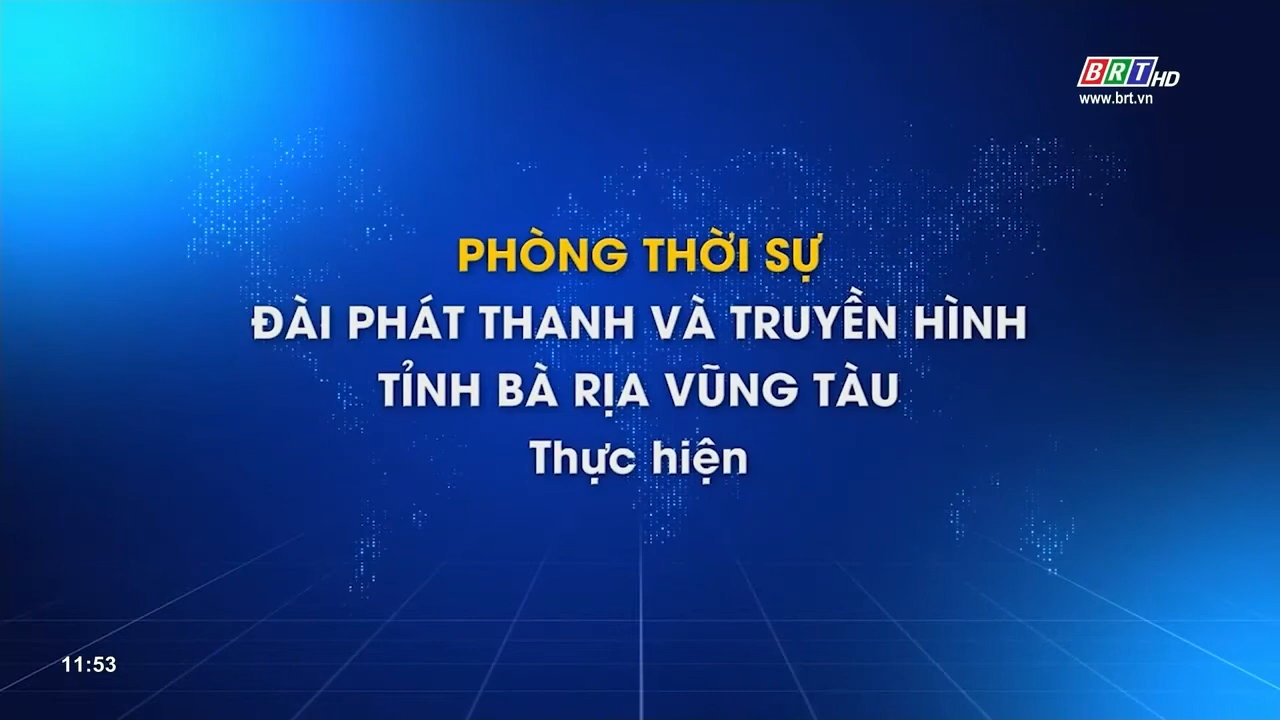 BRT HD
www.brt.vn
PHÒNG THỜI SỰ
ĐÀI PHÁT THANH VÀ TRUYỀN HÌNH
TỈNH BÀ RỊA VŨNG TÀU
Thực hiện
11:53